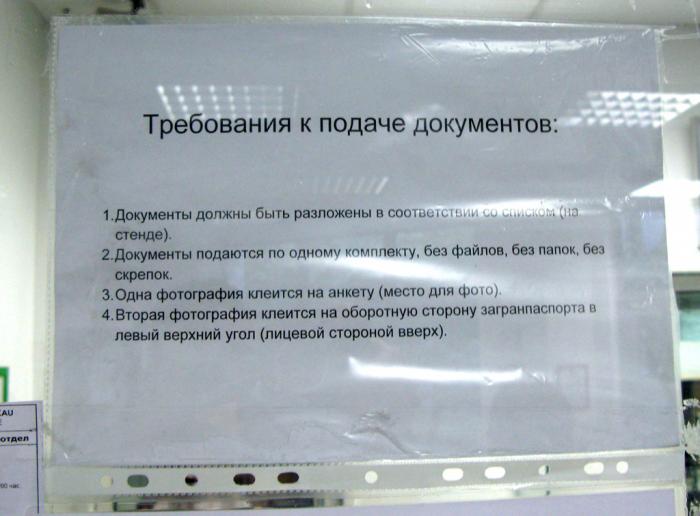 Требования к подаче документов:
1.Документы должны быть разложены в соответствии со списком (на
стенде).
2.Документы подаются по одному комплекту, без файлов, без папок, без
скрепок.
3.Одна фотография клеится на анкету (место для фото).
4.Вторая фотография клеится на оборотную сторону загранпаспорта в
левый верхний угол (лицевой стороной вверх).
отдел